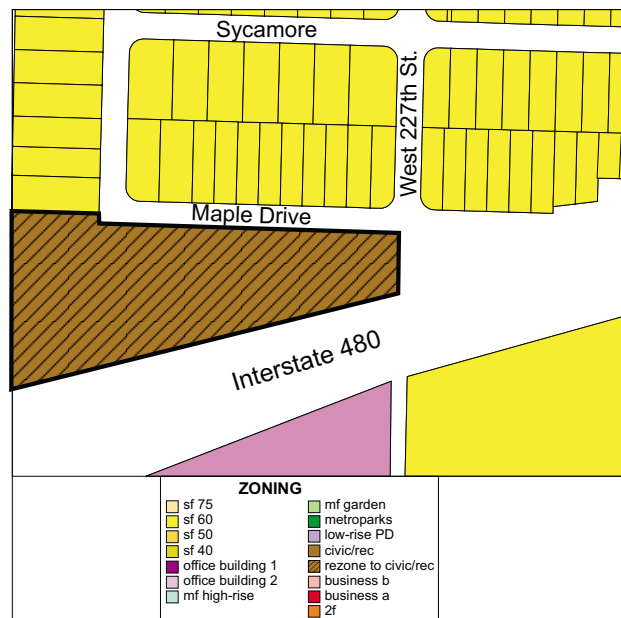 Sycamore
West 227th St.
Maple Drive
Interstate 480
ZONING
sf 75
sf 60
sf 50
sf 40
office building 1
office building 2
mf high-rise
mf garden
metroparks
low-rise PD
civic/rec
rezone to civic/rec
business b
business a
2f